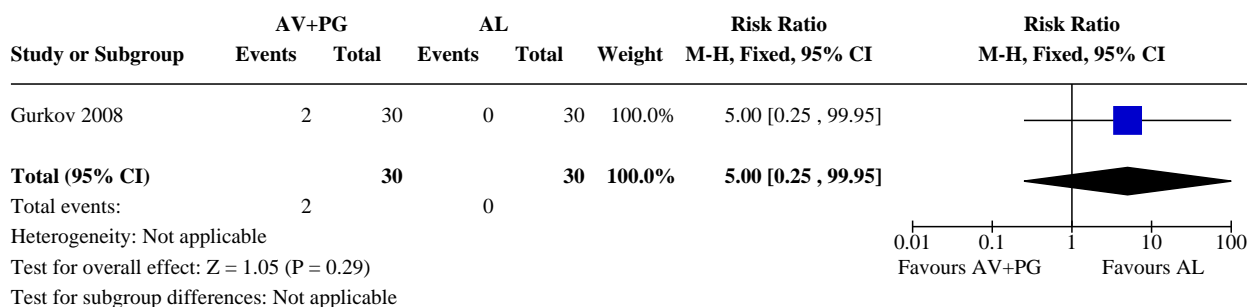 AV+PG AL Risk Ratio Risk Ratio
Study or Subgroup Events Total Events Total Weight M-H, Fixed, 95% CI M-H, Fixed, 95% CI
Gurkov 2008 2 30 0 30 100.0% 5.00 [0.25 , 99.95]
Total (95% CI) 30 30 100.0% 5.00 [0.25 , 99.95]
Total events: 2 0
Heterogeneity: Not applicable
Test for overall effect: Z = 1.05 (P = 0.29)
Test for subgroup differences: Not applicable
0.01 0.1 1 10 100
Favours AV+PG Favours AL